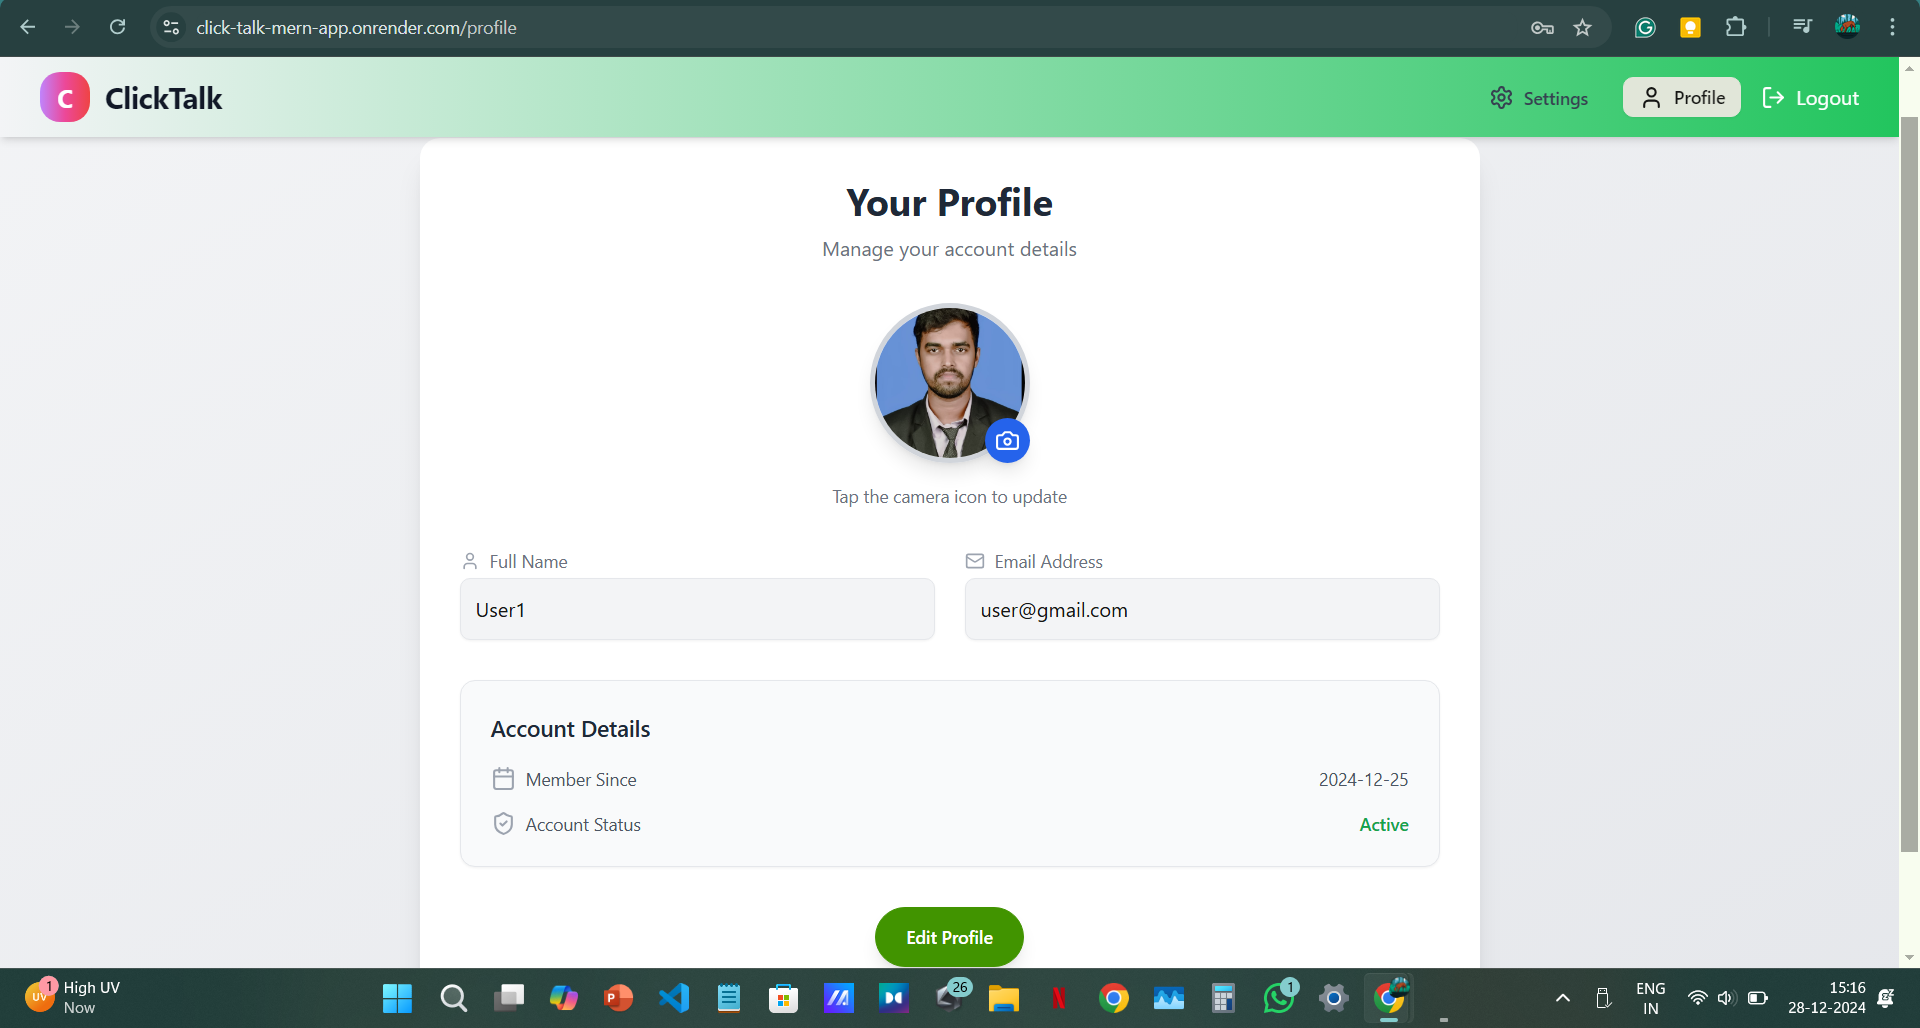 click-talk-mern-app.onrender.com/profile
C ClickTalk
Settings
Profile
Logout
Your Profile
Manage your account details
Tap the camera icon to update
Full Name
Email Address
User1
user@gmail.com
Account Details
Member Since
2024-12-25
Account Status
Active
Edit Profile
UV
1
High UV
Now
P
26
N
1
ENG
IN
15:16
28-12-2024